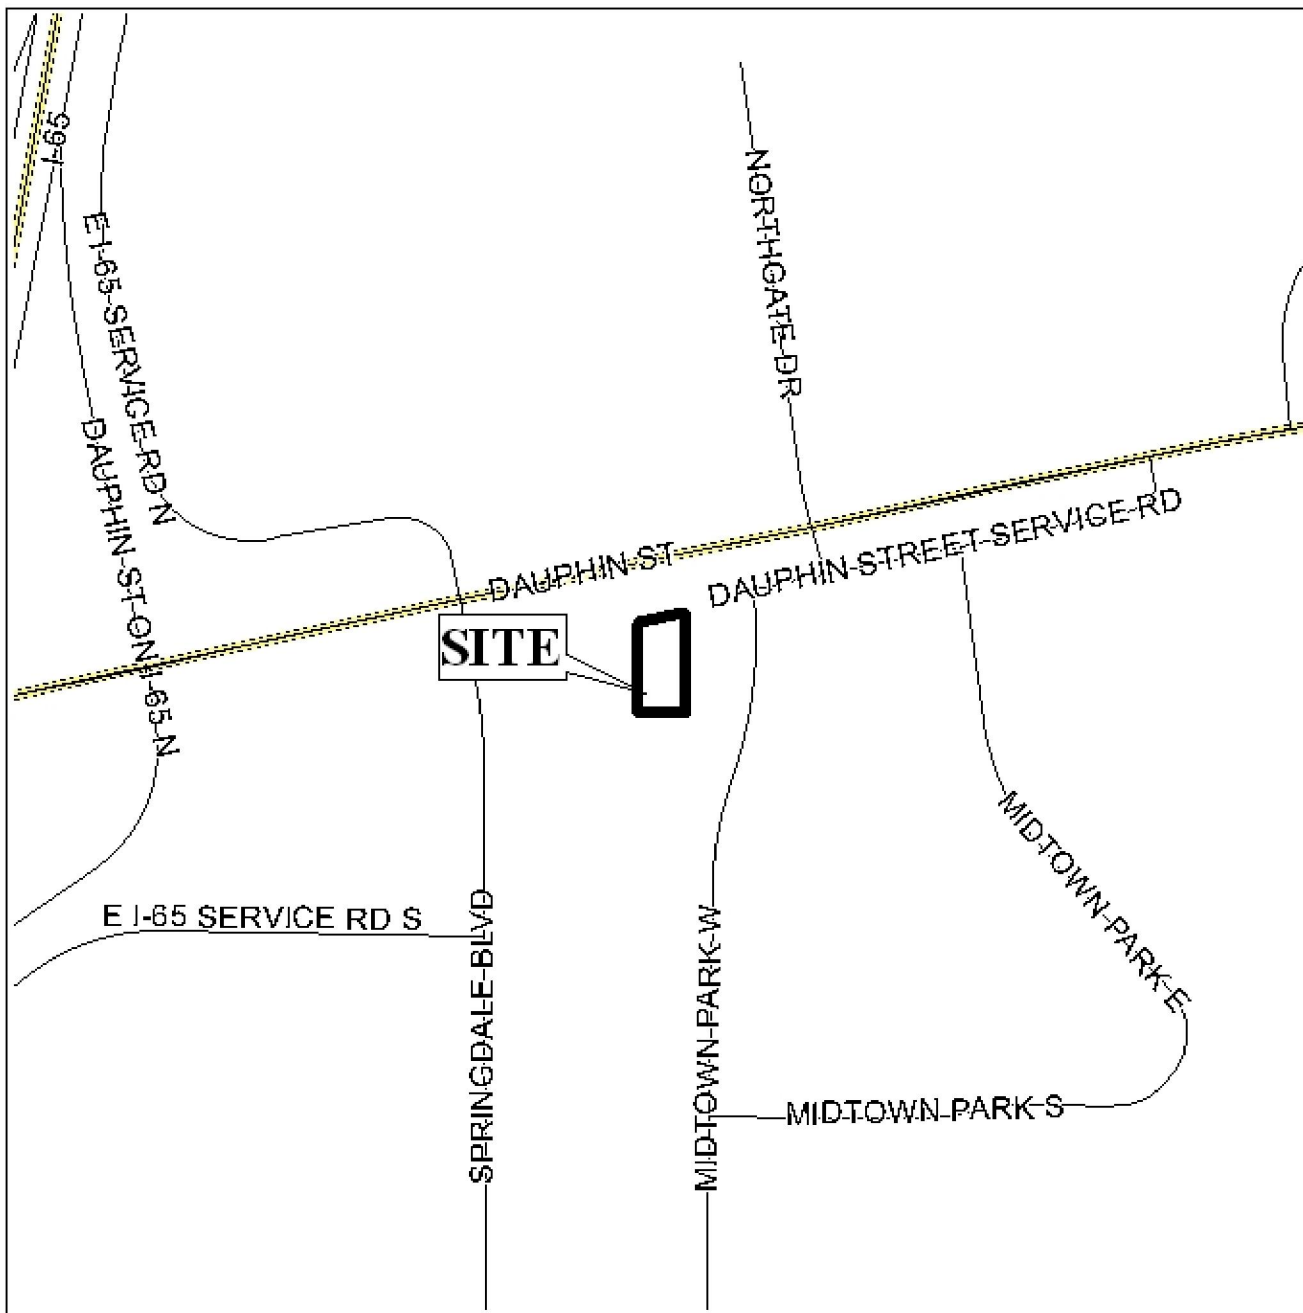 I-65
E I-65 SERVICE RD N
NORTHGATE DR
DAUPHIN ST ON I-65 N
DAUPHIN ST
DAUPHIN STREET SERVICE RD
SITE
MIDTOWN PARK E
E I-65 SERVICE RD S
SPRINGDALE BLVD
MIDTOWN PARK W
MIDTOWN PARK S